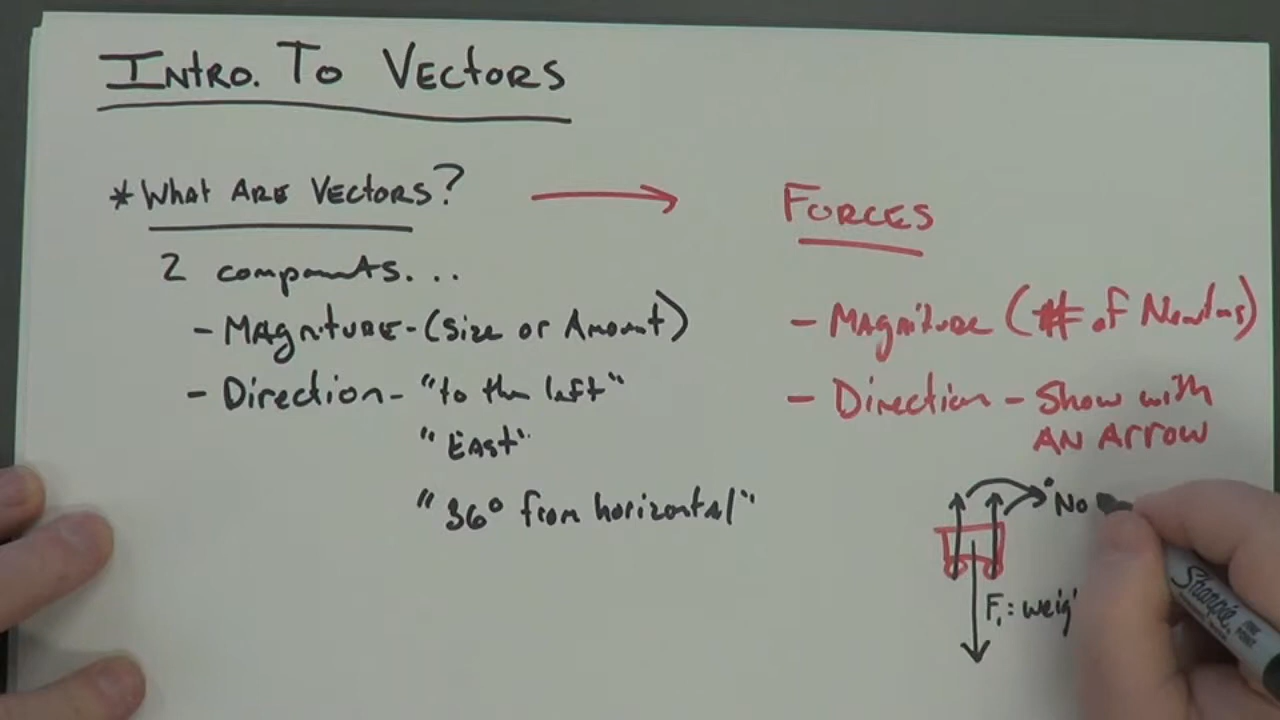 INTRO. TO VECTORS
* WHAT ARE VECTORS?
2 components...
- MAGNITUDE - (Size or Amount)
- Direction - "to the left"
"EAST"
"36° from horizontal"
FORCES
- MAGNITUDE (# of Newtons)
- Direction - Show with
AN ARROW
No
F₁: weig
Sharpie